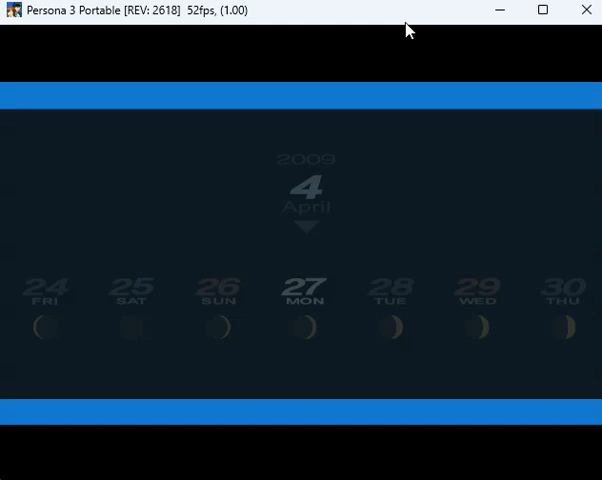 Persona 3 Portable [REV: 2618] 52fps, (1.00)
2009
4
April
24 25 26 27 28 29 30
FRI SAT SUN MON TUE WED THU